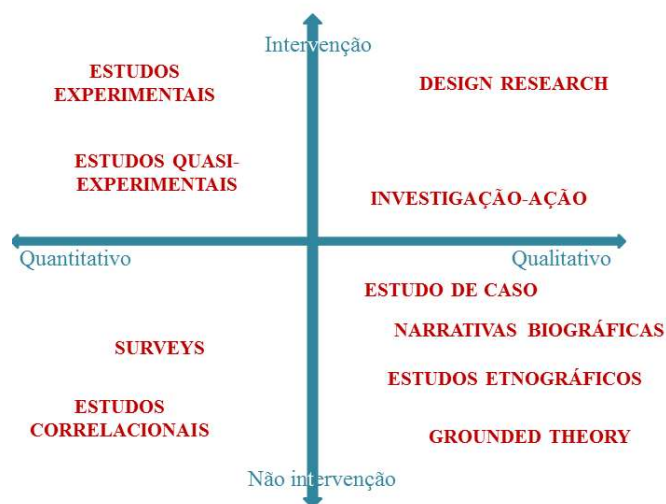 Intervenção
ESTUDOS
EXPERIMENTAIS
DESIGN RESEARCH
ESTUDOS QUASI-
EXPERIMENTAIS
INVESTIGAÇÃO-AÇÃO
Quantitativo
Qualitativo
ESTUDO DE CASO
NARRATIVAS BIOGRÁFICAS
SURVEYS
ESTUDOS ETNOGRÁFICOS
ESTUDOS
CORRELACIONAIS
GROUNDED THEORY
Não intervenção